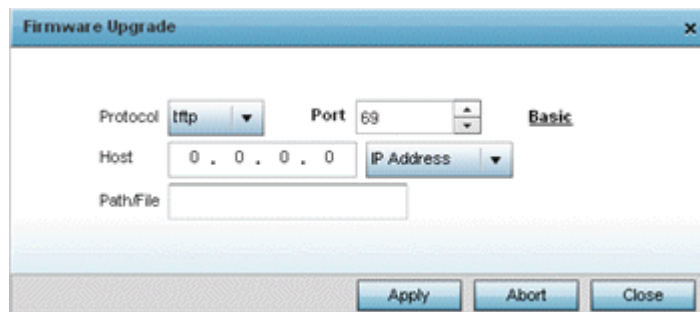 Firmware Upgrade x
Protocol tftp Port 69 Basic
Host 0 . 0 . 0 . 0 IP Address
Path/File
Apply Abort Close